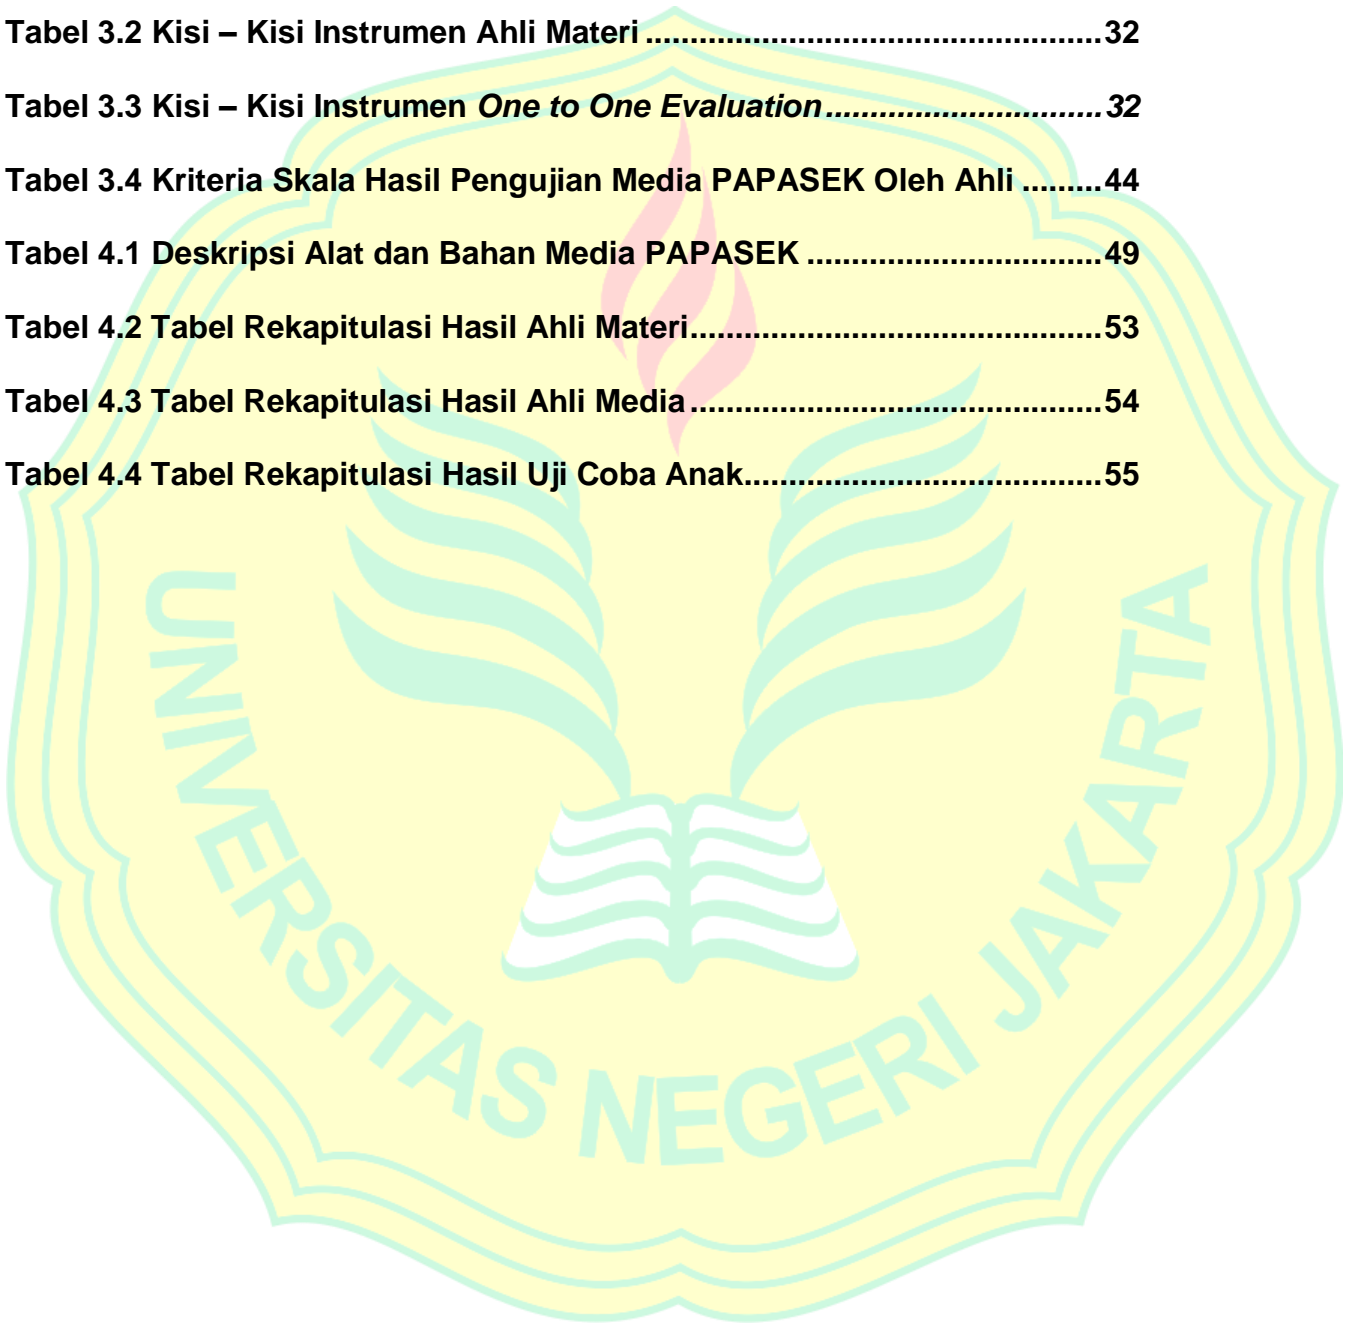 Tabel 3.2 Kisi – Kisi Instrumen Ahli Materi ................................................... 32
Tabel 3.3 Kisi – Kisi Instrumen One to One Evaluation ............................... 32
Tabel 3.4 Kriteria Skala Hasil Pengujian Media PAPASEK Oleh Ahli ......... 44
Tabel 4.1 Deskripsi Alat dan Bahan Media PAPASEK ................................. 49
Tabel 4.2 Tabel Rekapitulasi Hasil Ahli Materi .............................................. 53
Tabel 4.3 Tabel Rekapitulasi Hasil Ahli Media .............................................. 54
Tabel 4.4 Tabel Rekapitulasi Hasil Uji Coba Anak ........................................ 55
UNIVERSITAS NEGERI JAKARTA